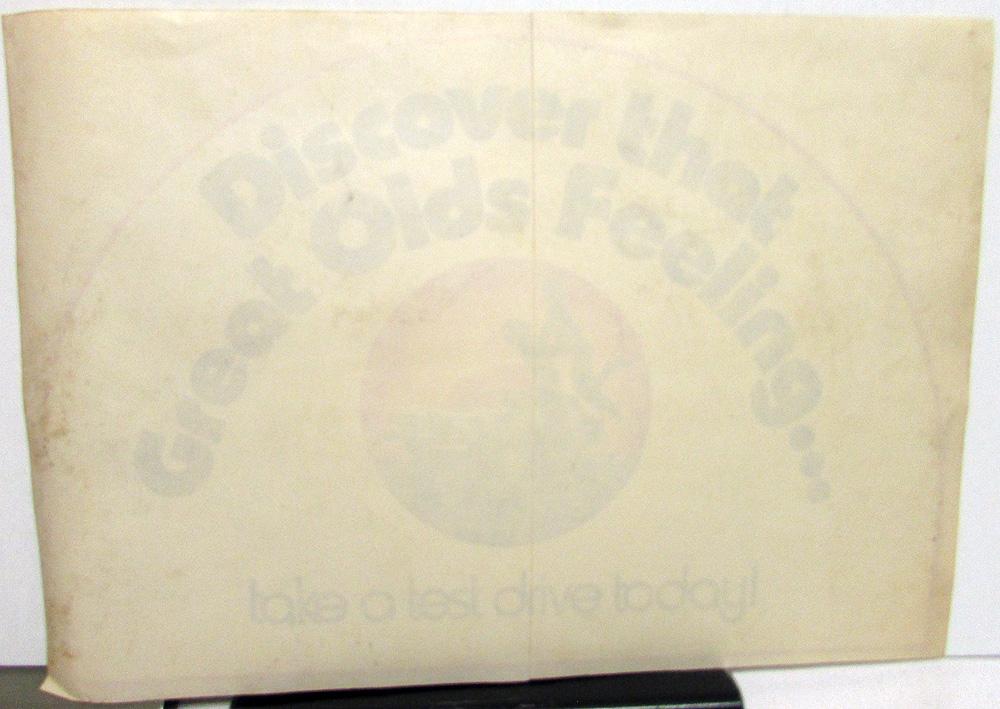 Discover that
Great Olds Feeling...
take a test drive today!